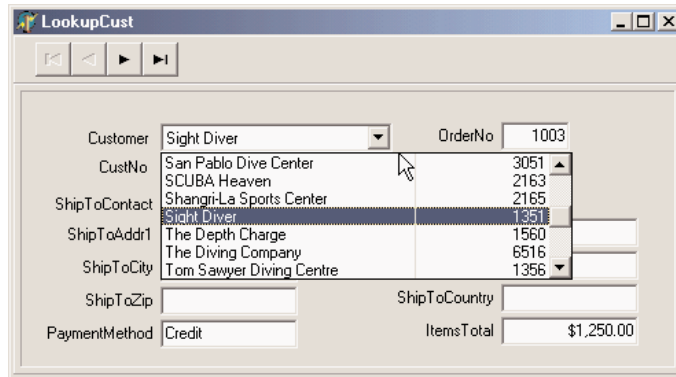 LookupCust
Customer Sight Diver OrderNo 1003
CustNo
San Pablo Dive Center 3051
SCUBA Heaven 2163
ShipToContact
Shangri-La Sports Center 2165
Sight Diver 1351
ShipToAddr1
The Depth Charge 1560
The Diving Company 6516
ShipToCity
Tom Sawyer Diving Centre 1356
ShipToZip ShipToCountry
PaymentMethod Credit ItemsTotal $1,250.00